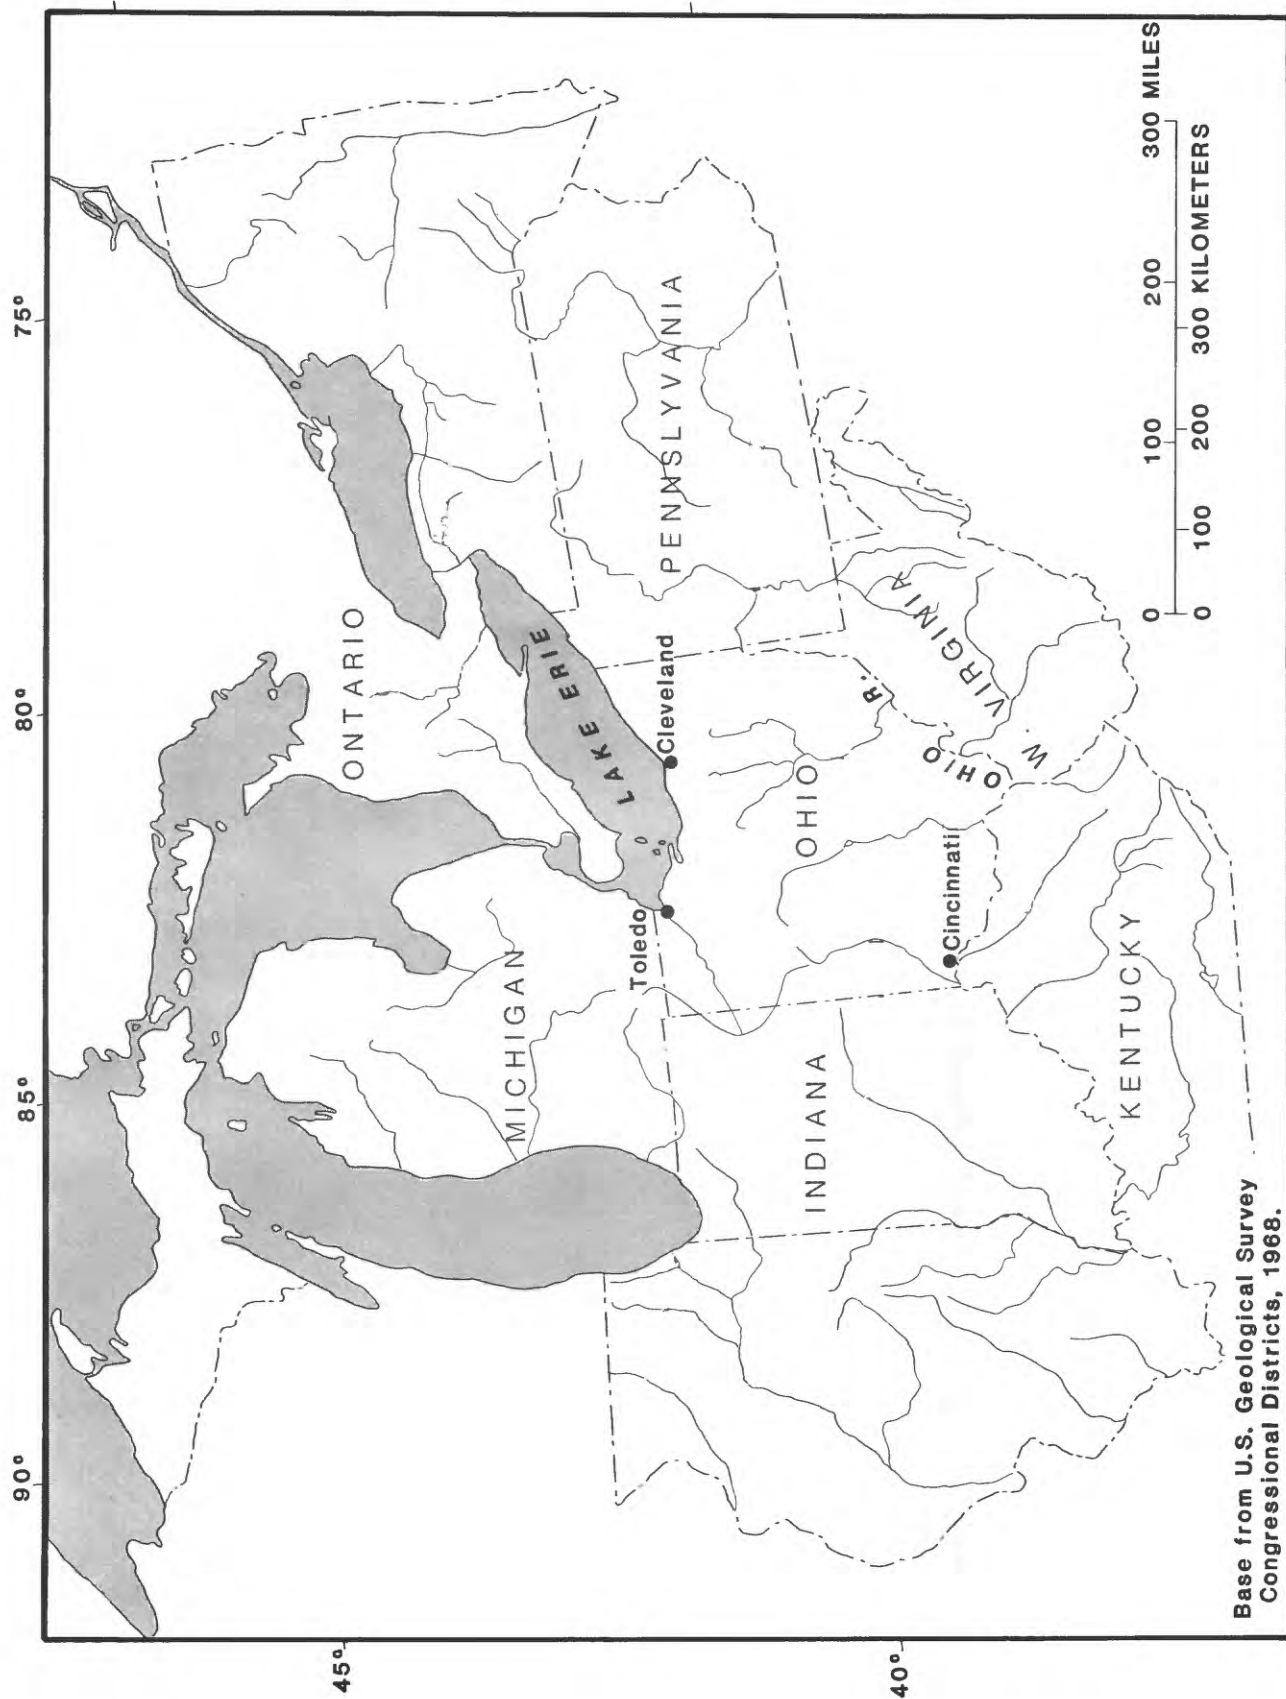 90°
85°
80°
75°
45°
40°
ONTARIO
MICHIGAN
LAKE ERIE
Toledo
Cleveland
PENNSLYVANIA
INDIANA
OHIO
OHIO R.
Cincinnati
OHIO
W. VIRGINIA
KENTUCKY
Base from U.S. Geological Survey
Congressional Districts, 1968.
0 100 200 300 MILES
0 100 200 300 KILOMETERS